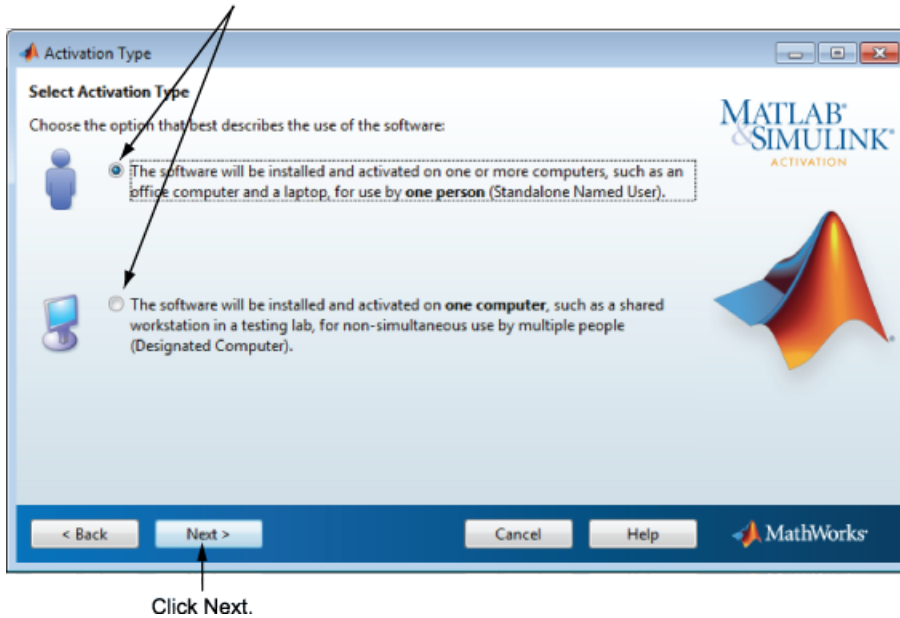 Activation Type
Select Activation Type
Choose the option that best describes the use of the software:
The software will be installed and activated on one or more computers, such as an
office computer and a laptop, for use by one person (Standalone Named User).
The software will be installed and activated on one computer, such as a shared
workstation in a testing lab, for non-simultaneous use by multiple people
(Designated Computer).
MATLAB®
&SIMULINK®
ACTIVATION
< Back
Next >
Cancel
Help
MathWorks®
Click Next.